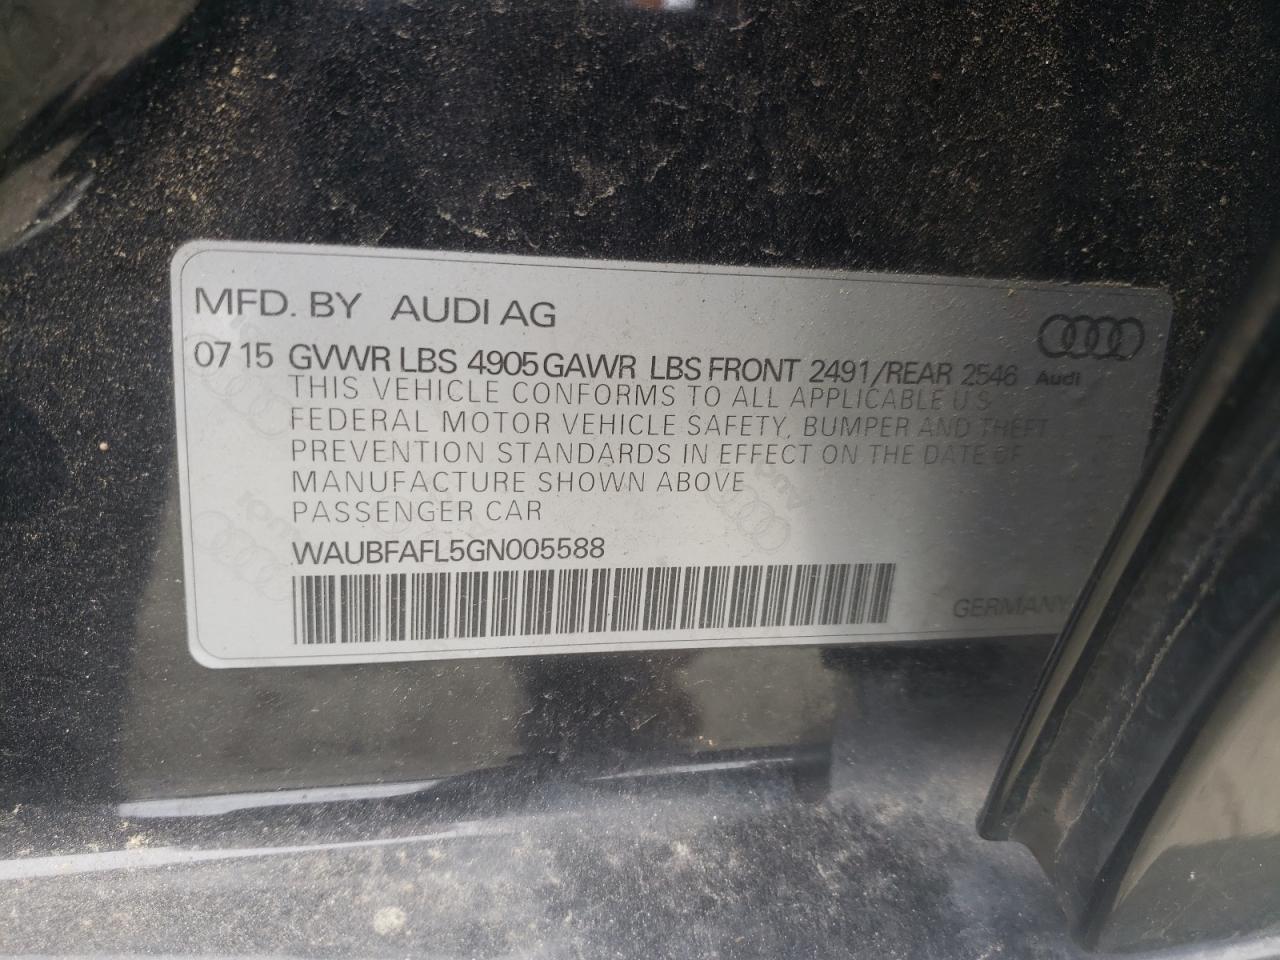 MFD. BY AUDI AG
07 15 GVWR LBS 4905 GAWR LBS FRONT 2491/REAR 2546
Audi
THIS VEHICLE CONFORMS TO ALL APPLICABLE U.S.
FEDERAL MOTOR VEHICLE SAFETY, BUMPER AND THEFT
PREVENTION STANDARDS IN EFFECT ON THE DATE OF
MANUFACTURE SHOWN ABOVE
PASSENGER CAR
WAUBFAFL5GN005588
GERMANY